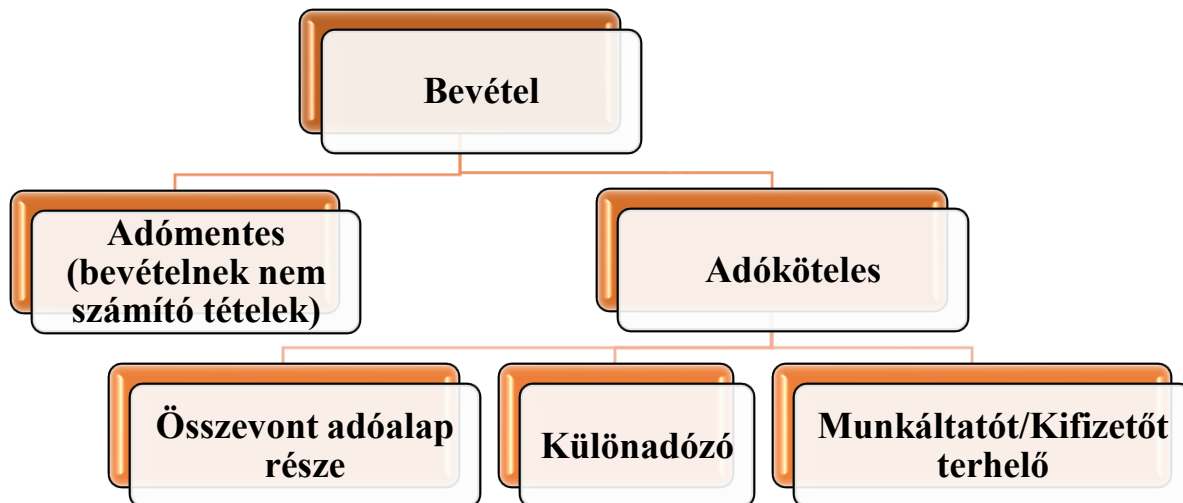 Bevétel
Adómentes
(bevételnek nem
számító tételek)
Adóköteles
Összevont adóalap
része
Különadózó
Munkáltatót/Kifizetőt
terhelő